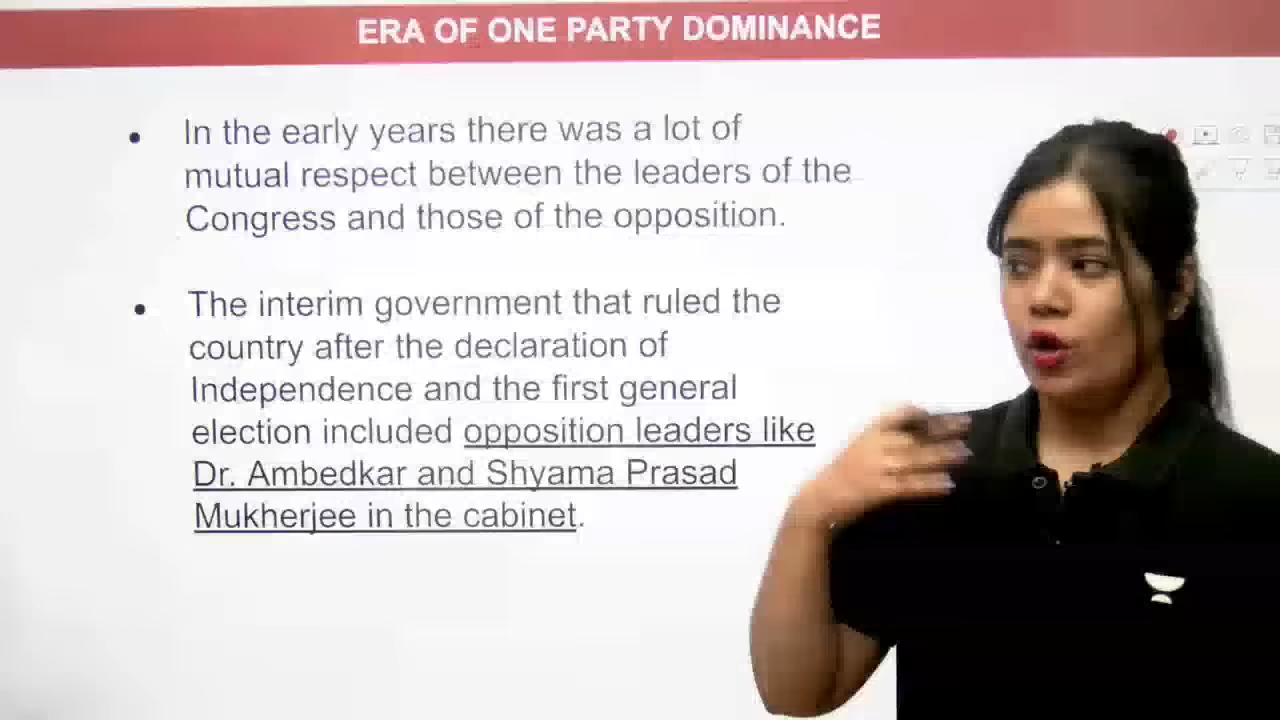 ERA OF ONE PARTY DOMINANCE
• In the early years there was a lot of
mutual respect between the leaders of the
Congress and those of the opposition.
• The interim government that ruled the
country after the declaration of
Independence and the first general
election included opposition leaders like
Dr. Ambedkar and Shyama Prasad
Mukherjee in the cabinet.